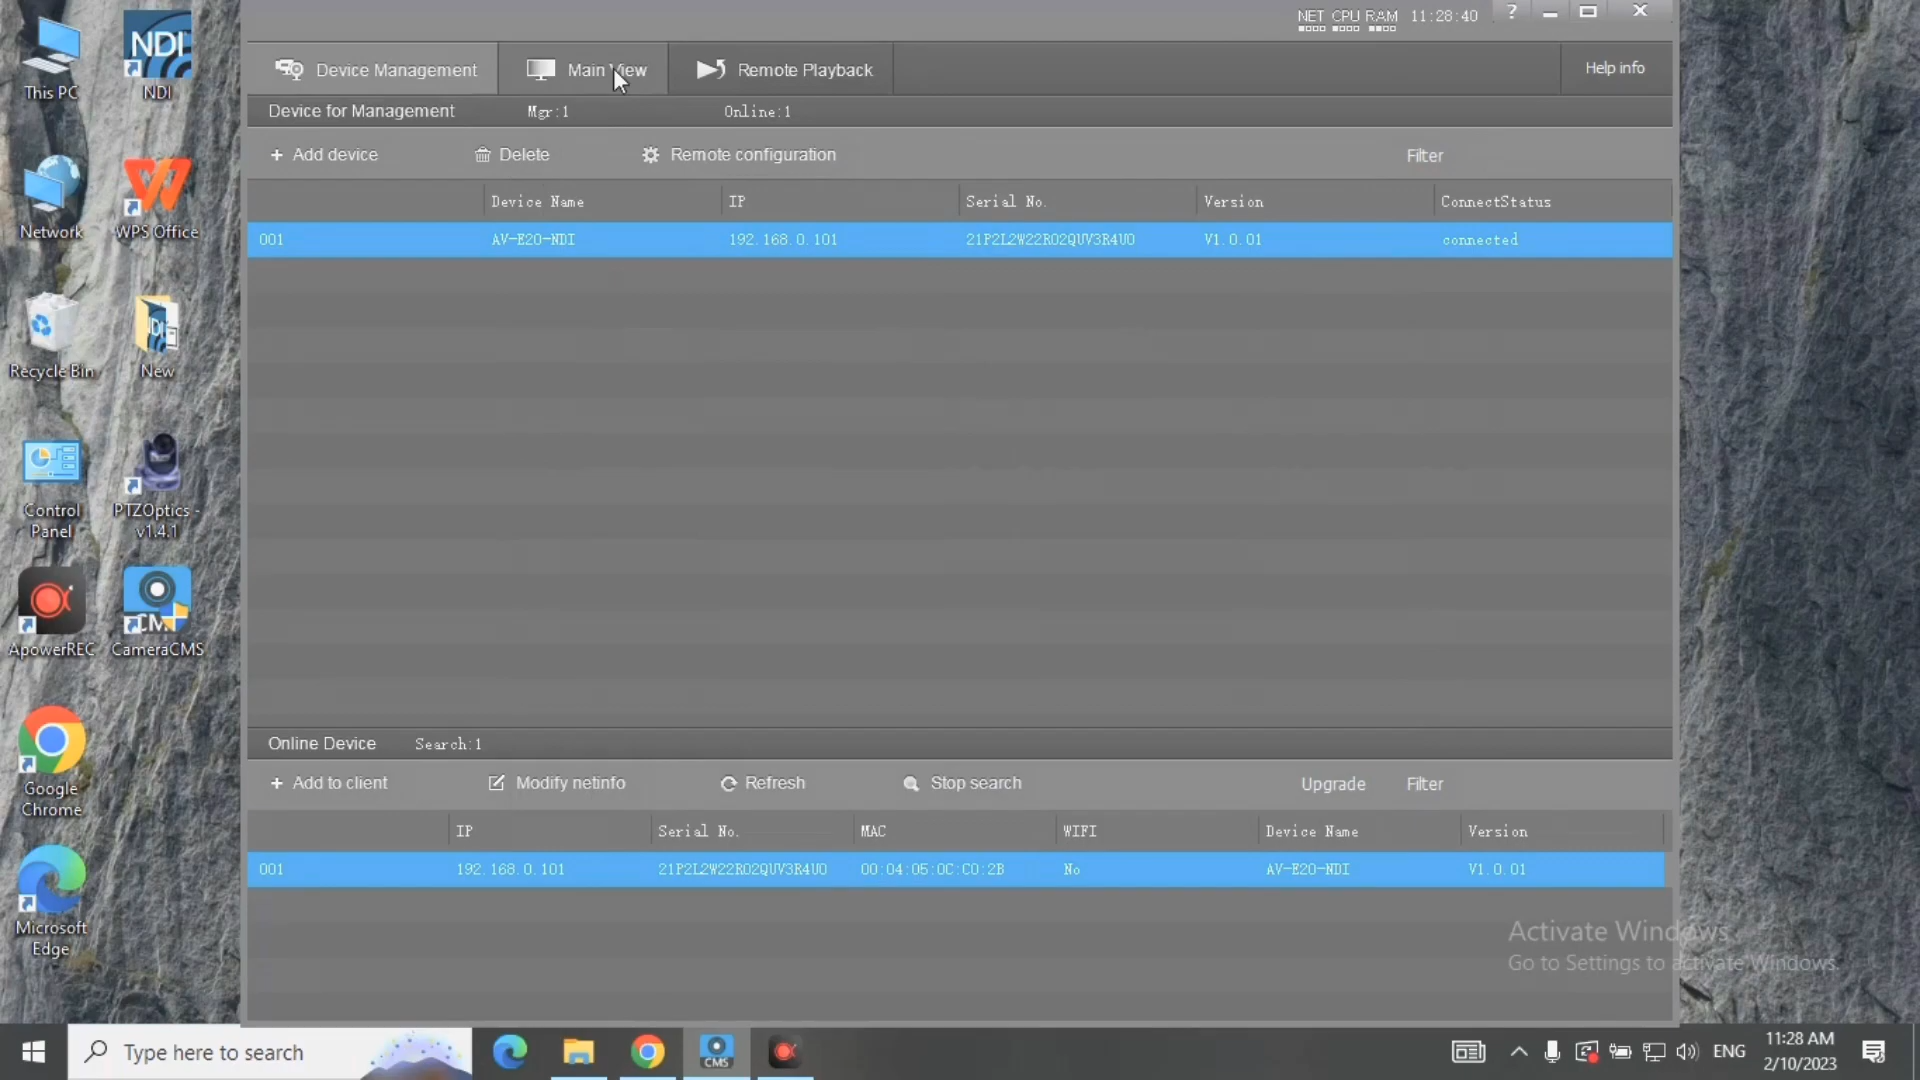 NET CPU RAM 11:28:40 ?
Device Management Main View Remote Playback Help info
Device for Management Mgr:1 Online:1
+ Add device Delete Remote configuration Filter
Device Name IP Serial No. Version ConnectStatus
001 AV-E20-NDI 192.168.0.101 21P2L2W22R02QUV3R4U0 V1.0.01 connected
Online Device Search:1
+ Add to client Modify netinfo Refresh Stop search Upgrade Filter
IP Serial No. MAC WIFI Device Name Version
001 192.168.0.101 21P2L2W22R02QUV3R4U0 00:04:05:0C:C0:2B No AV-E20-NDI V1.0.01
This PC
NDI
NDI
Network
WPS Office
Recycle Bin
New
Control
Panel
PTZOptics -
v1.4.1
ApowerREC
CameraCMS
Google
Chrome
Microsoft
Edge
Activate Windows
Go to Settings to activate Windows.
Type here to search
CMS
ENG
11:28 AM
2/10/2023